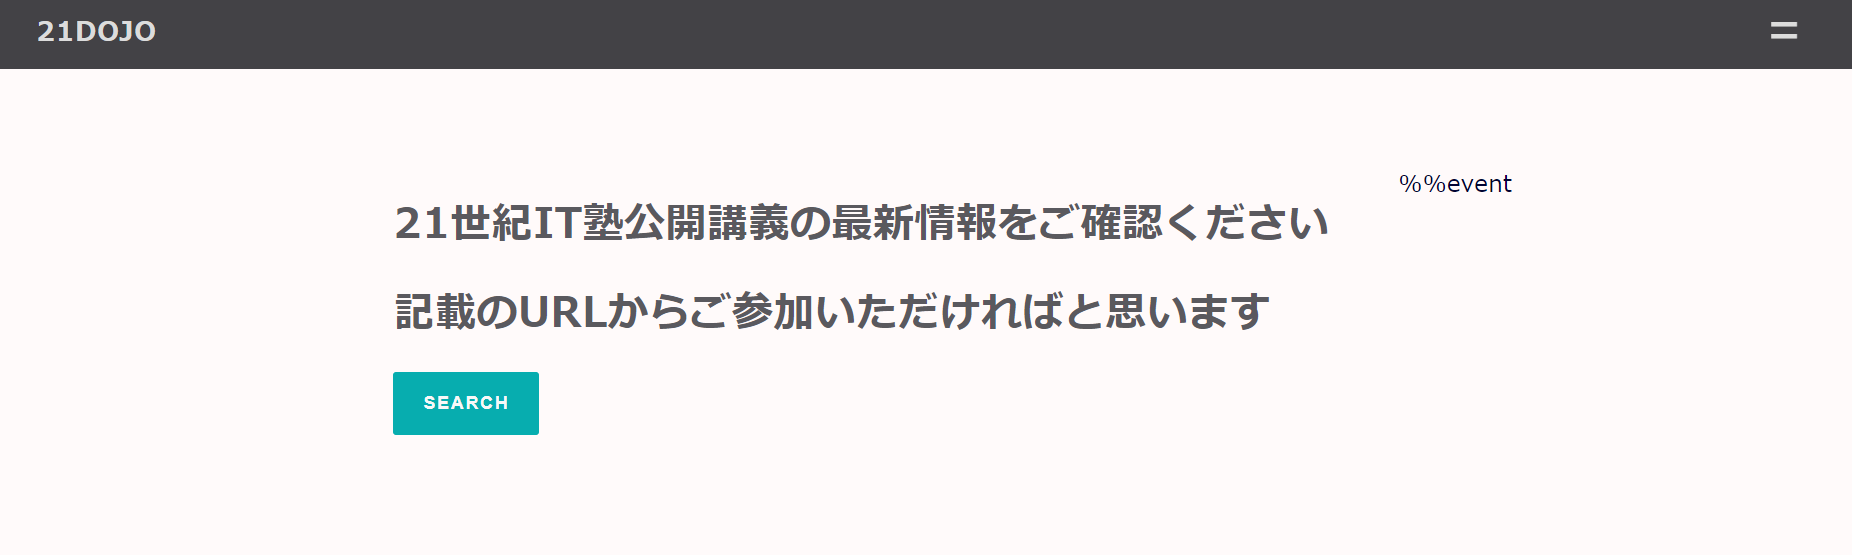 21DOJO
%%event
21世紀IT塾公開講義の最新情報をご確認ください
記載のURLからご参加いただければと思います
SEARCH